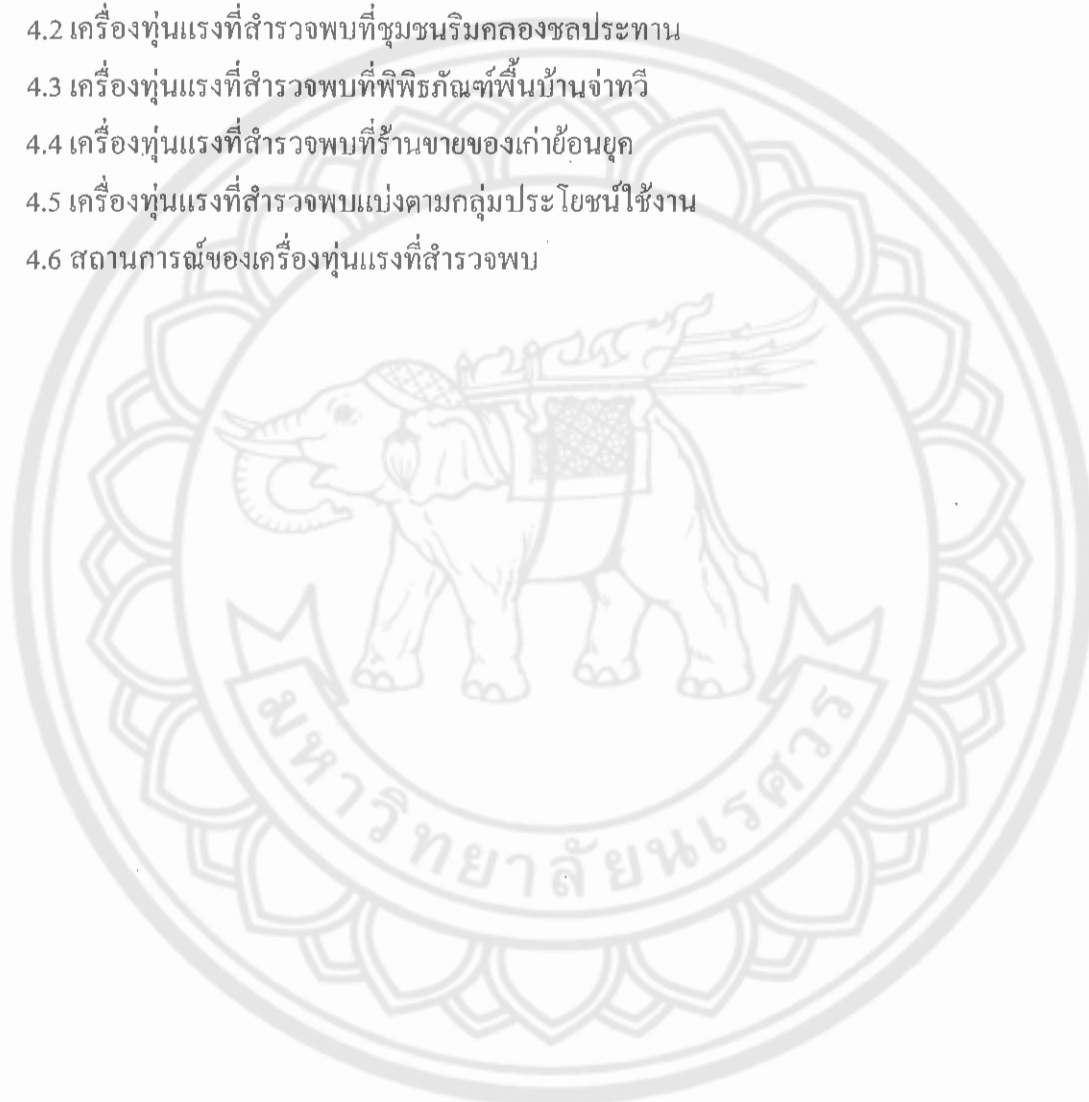 4.2 เครื่องทุ่นแรงที่สำรวจพบที่ชุมชนริมคลองชลประทาน
4.3 เครื่องทุ่นแรงที่สำรวจพบที่พิพิธภัณฑ์พื้นบ้านจ่าทวี
4.4 เครื่องทุ่นแรงที่สำรวจพบที่ร้านขายของเก่าย้อนยุค
4.5 เครื่องทุ่นแรงที่สำรวจพบแบ่งตามกลุ่มประโยชน์ใช้งาน
4.6 สถานการณ์ของเครื่องทุ่นแรงที่สำรวจพบ
มหาวิทยาลัยนเรศวร